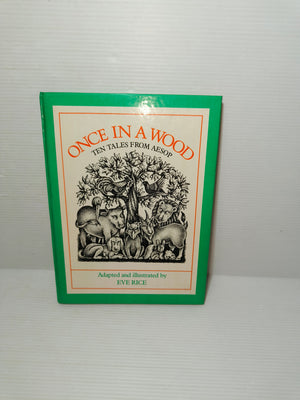 ONCE IN A WOOD
TEN TALES FROM AESOP
Adapted and illustrated by
EVE RICE